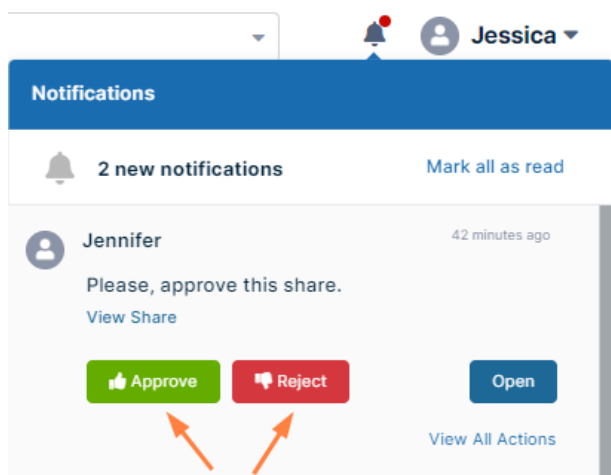 Jessica
Notifications
2 new notifications Mark all as read
Jennifer 42 minutes ago
Please, approve this share.
View Share
Approve Reject Open
View All Actions